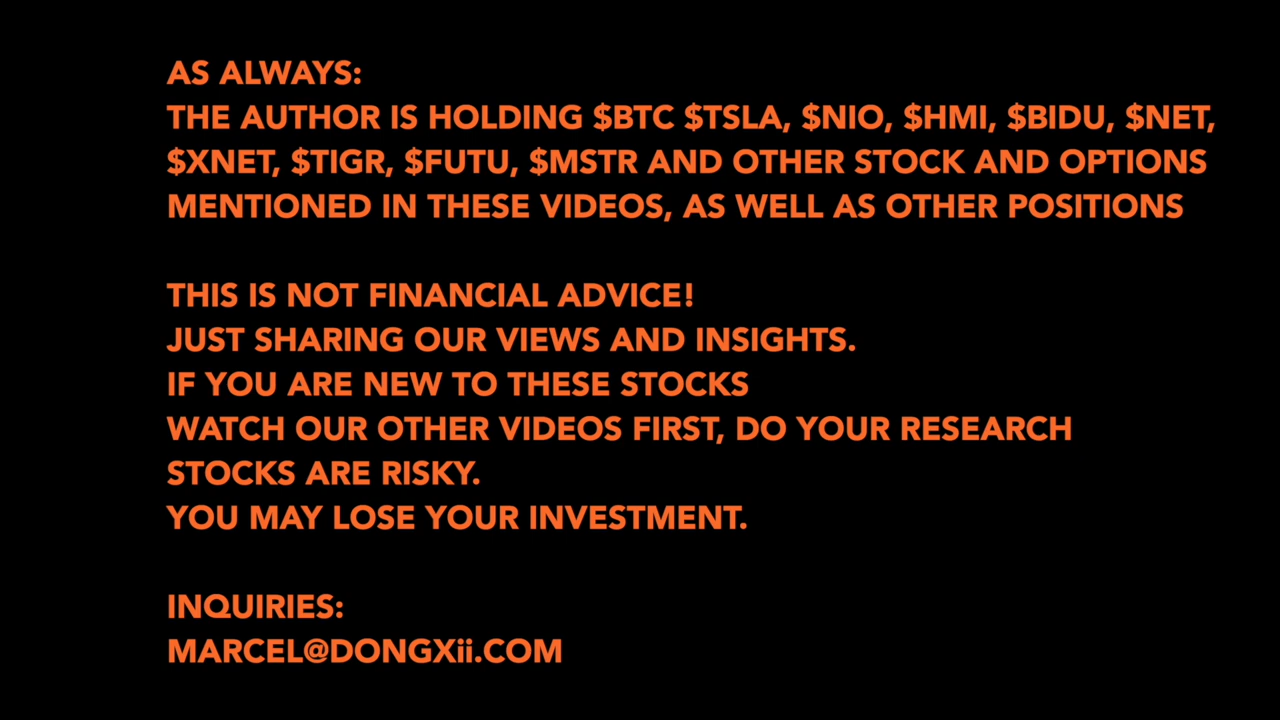 AS ALWAYS:
THE AUTHOR IS HOLDING $BTC $TSLA, $NIO, $HMI, $BIDU, $NET,
$XNET, $TIGR, $FUTU, $MSTR AND OTHER STOCK AND OPTIONS
MENTIONED IN THESE VIDEOS, AS WELL AS OTHER POSITIONS
THIS IS NOT FINANCIAL ADVICE!
JUST SHARING OUR VIEWS AND INSIGHTS.
IF YOU ARE NEW TO THESE STOCKS
WATCH OUR OTHER VIDEOS FIRST, DO YOUR RESEARCH
STOCKS ARE RISKY.
YOU MAY LOSE YOUR INVESTMENT.
INQUIRIES:
MARCEL@DONGXii.COM